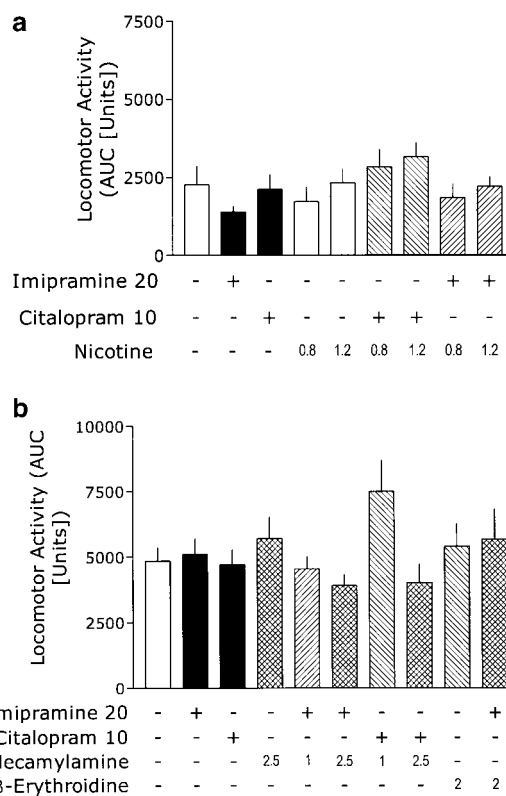 a
7500
5000
2500
0
Locomotor Activity
(AUC [Units])
Imipramine 20 - + - - - - - + +
Citalopram 10 - - + - - + + - -
Nicotine - - - 0.8 1.2 0.8 1.2 0.8 1.2
b
10000
7500
5000
2500
0
Locomotor Activity (AUC
[Units])
mipramine 20 - + - - + + - - - +
Citalopram 10 - - + - - - + + - -
ecamylamine - - - 2.5 1 2.5 1 2.5 - -
-Erythroidine - - - - - - - - 2 2